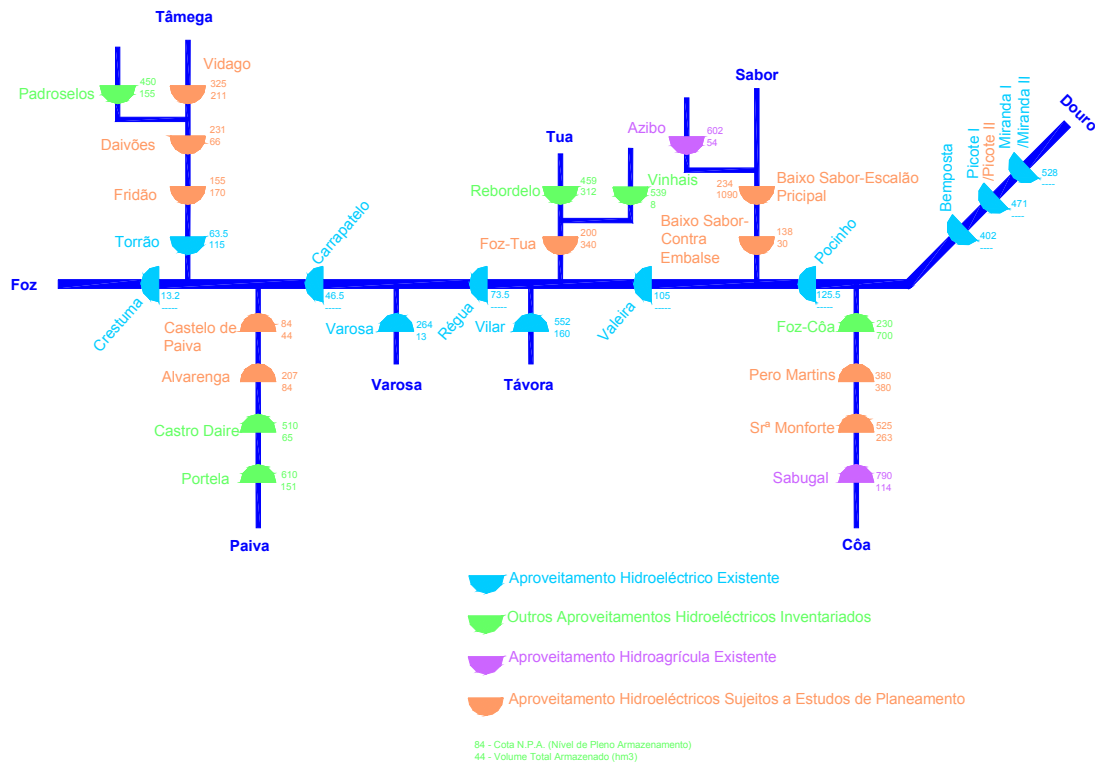 Tâmega
Vidago
450
155
325
211
Padroselos
Sabor
Douro
231
66
Daivões
Tua
Azibo
602
54
Miranda I
/Miranda II
Picote I
/Picote II
Bemposta
528
-----
471
----
402
----
155
170
Fridão
Rebordelo
459
312
Vinhais
539
8
234
1090
Baixo Sabor-Escalão
Pricipal
Torrão
63.5
115
Carrapatelo
Foz-Tua
200
340
Baixo Sabor-
Contra
Embalse
138
30
Pocinho
Foz
Crestuma
13.2
-----
46.5
-----
Régua
73.5
-----
Valeira
105
-----
125.5
-----
Castelo de
Paiva
84
44
Varosa
264
13
Vilar
552
160
Foz-Côa
230
700
Alvarenga
207
84
Varosa
Távora
Pero Martins
380
380
Castro Daire
510
65
Srª Monforte
525
263
Portela
610
151
Sabugal
790
114
Paiva
Côa
Aproveitamento Hidroeléctrico Existente
Outros Aproveitamentos Hidroeléctricos Inventariados
Aproveitamento Hidroagrícula Existente
Aproveitamento Hidroeléctricos Sujeitos a Estudos de Planeamento
84 - Cota N.P.A. (Nível de Pleno Armazenamento)
44 - Volume Total Armazenado (hm3)